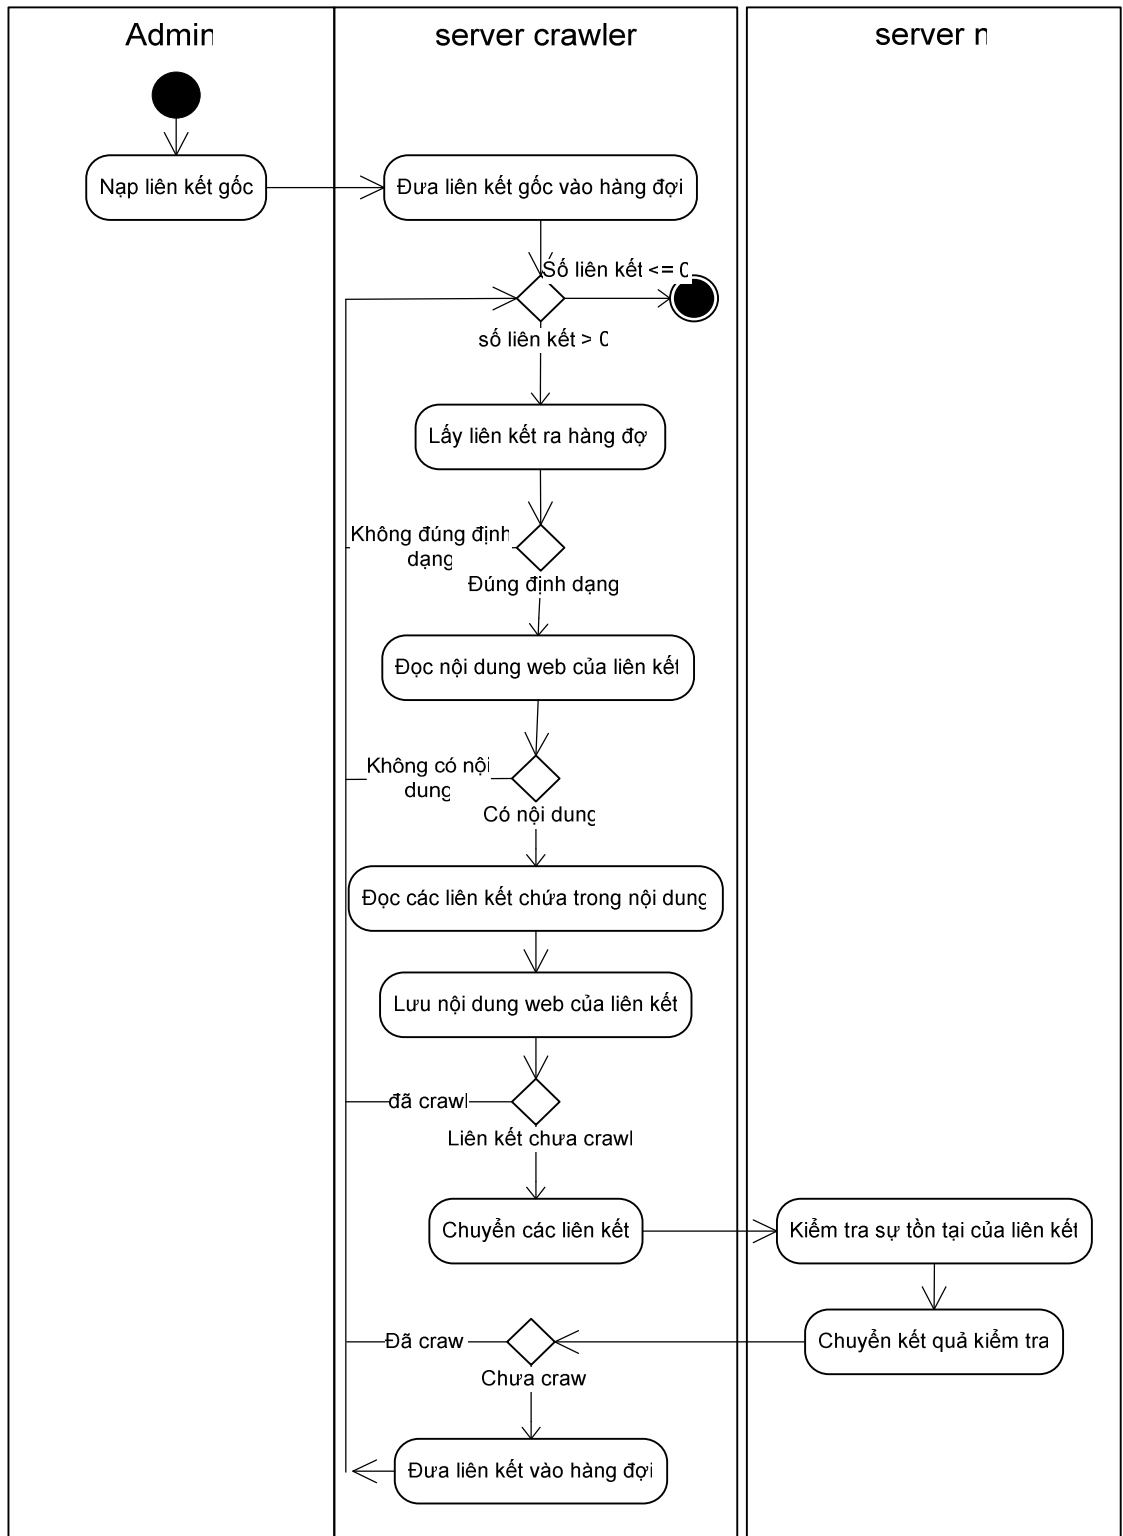 Admin
server crawler
server n
Nạp liên kết gốc
Đưa liên kết gốc vào hàng đợi
Số liên kết <= 0
số liên kết > 0
Lấy liên kết ra hàng đợ
Không đúng định
dạng
Đúng định dạng
Đọc nội dung web của liên kết
Không có nội
dung
Có nội dung
Đọc các liên kết chứa trong nội dung
Lưu nội dung web của liên kết
đã crawl
Liên kết chưa crawl
Chuyển các liên kết
Kiểm tra sự tồn tại của liên kết
Đã craw
Chuyển kết quả kiểm tra
Chưa craw
Đưa liên kết vào hàng đợi